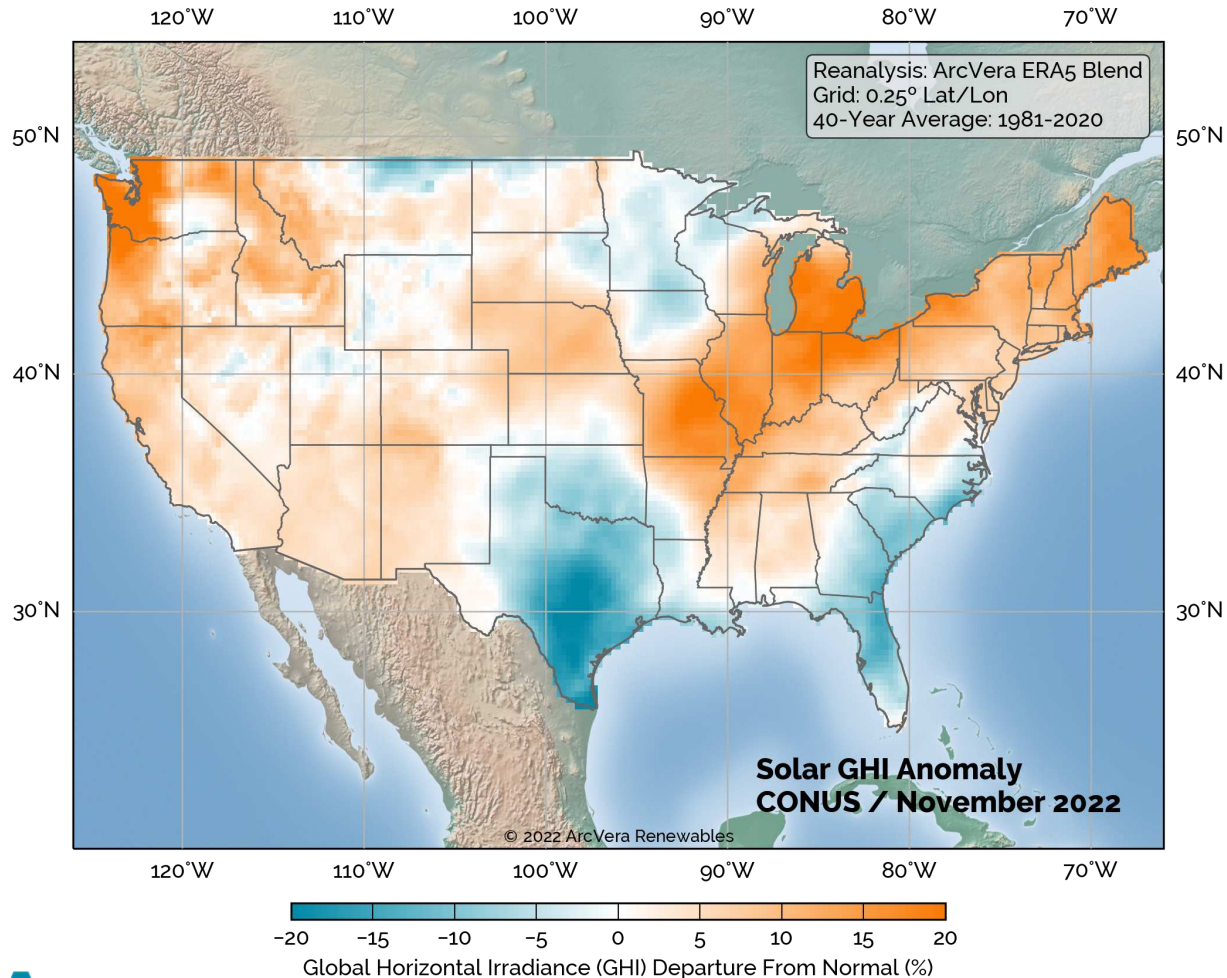 120°W 110°W 100°W 90°W 80°W 70°W
Reanalysis: ArcVera ERA5 Blend
Grid: 0.25º Lat/Lon
40-Year Average: 1981-2020
50°N 50°N
40°N 40°N
30°N 30°N
Solar GHI Anomaly
CONUS / November 2022
© 2022 ArcVera Renewables
120°W 110°W 100°W 90°W 80°W 70°W
−20 −15 −10 −5 0 5 10 15 20
Global Horizontal Irradiance (GHI) Departure From Normal (%)